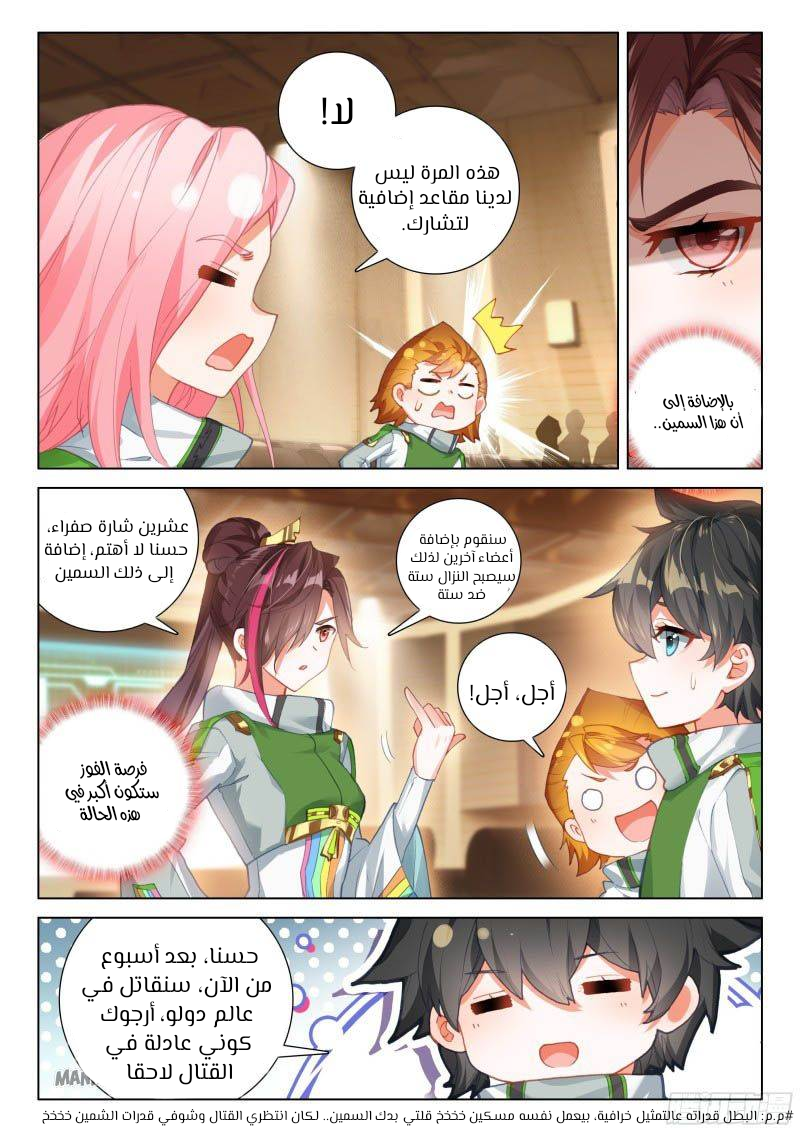 لا!
هذه المرة ليس
لدينا مقاعد إضافية
لتشارك.
بالإضافة إلى
أن هذا السمين..
عشرين شارة صفراء،
حسنا لا أهتم، إضافة
إلى ذلك السمين
سنقوم بإضافة
أعضاء آخرين لذلك
سيصبح النزال ستة
ضد ستة
أجل، أجل!
فرصة الفوز
ستكون أكبر في
هذه الحالة
حسنا، بعد أسبوع
من الآن، سنقاتل في
عالم دولو، أرجوك
كوني عادلة في
القتال لاحقا
#م.م: البطل قدراته عالتمثيل خرافية، بيعمل نفسه مسكين خخخخ قلتي بدك السمين.. لكان انتظري القتال وشوفي قدرات الشمين خخخخ